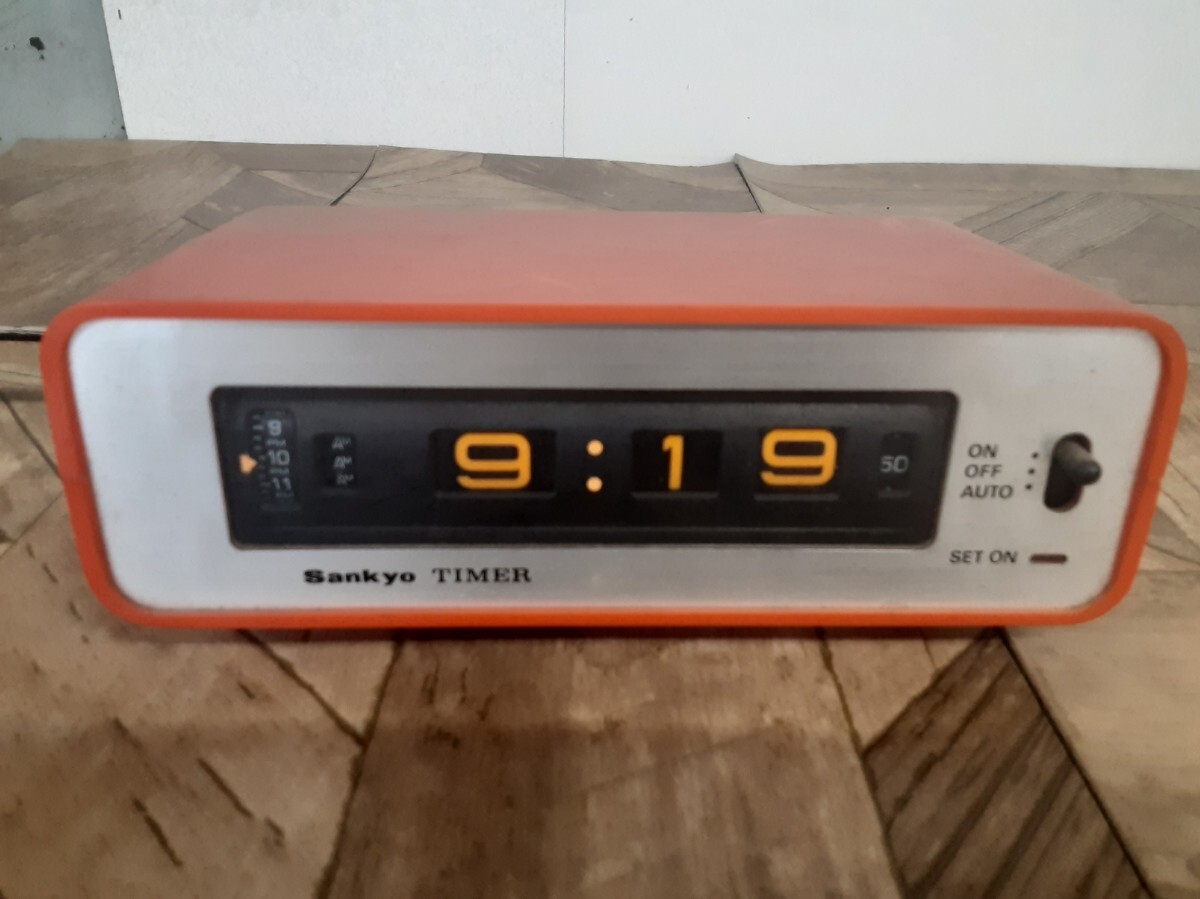 9
10
11
9:19
50
ON
OFF
AUTO
SET ON
Sankyo TIMER